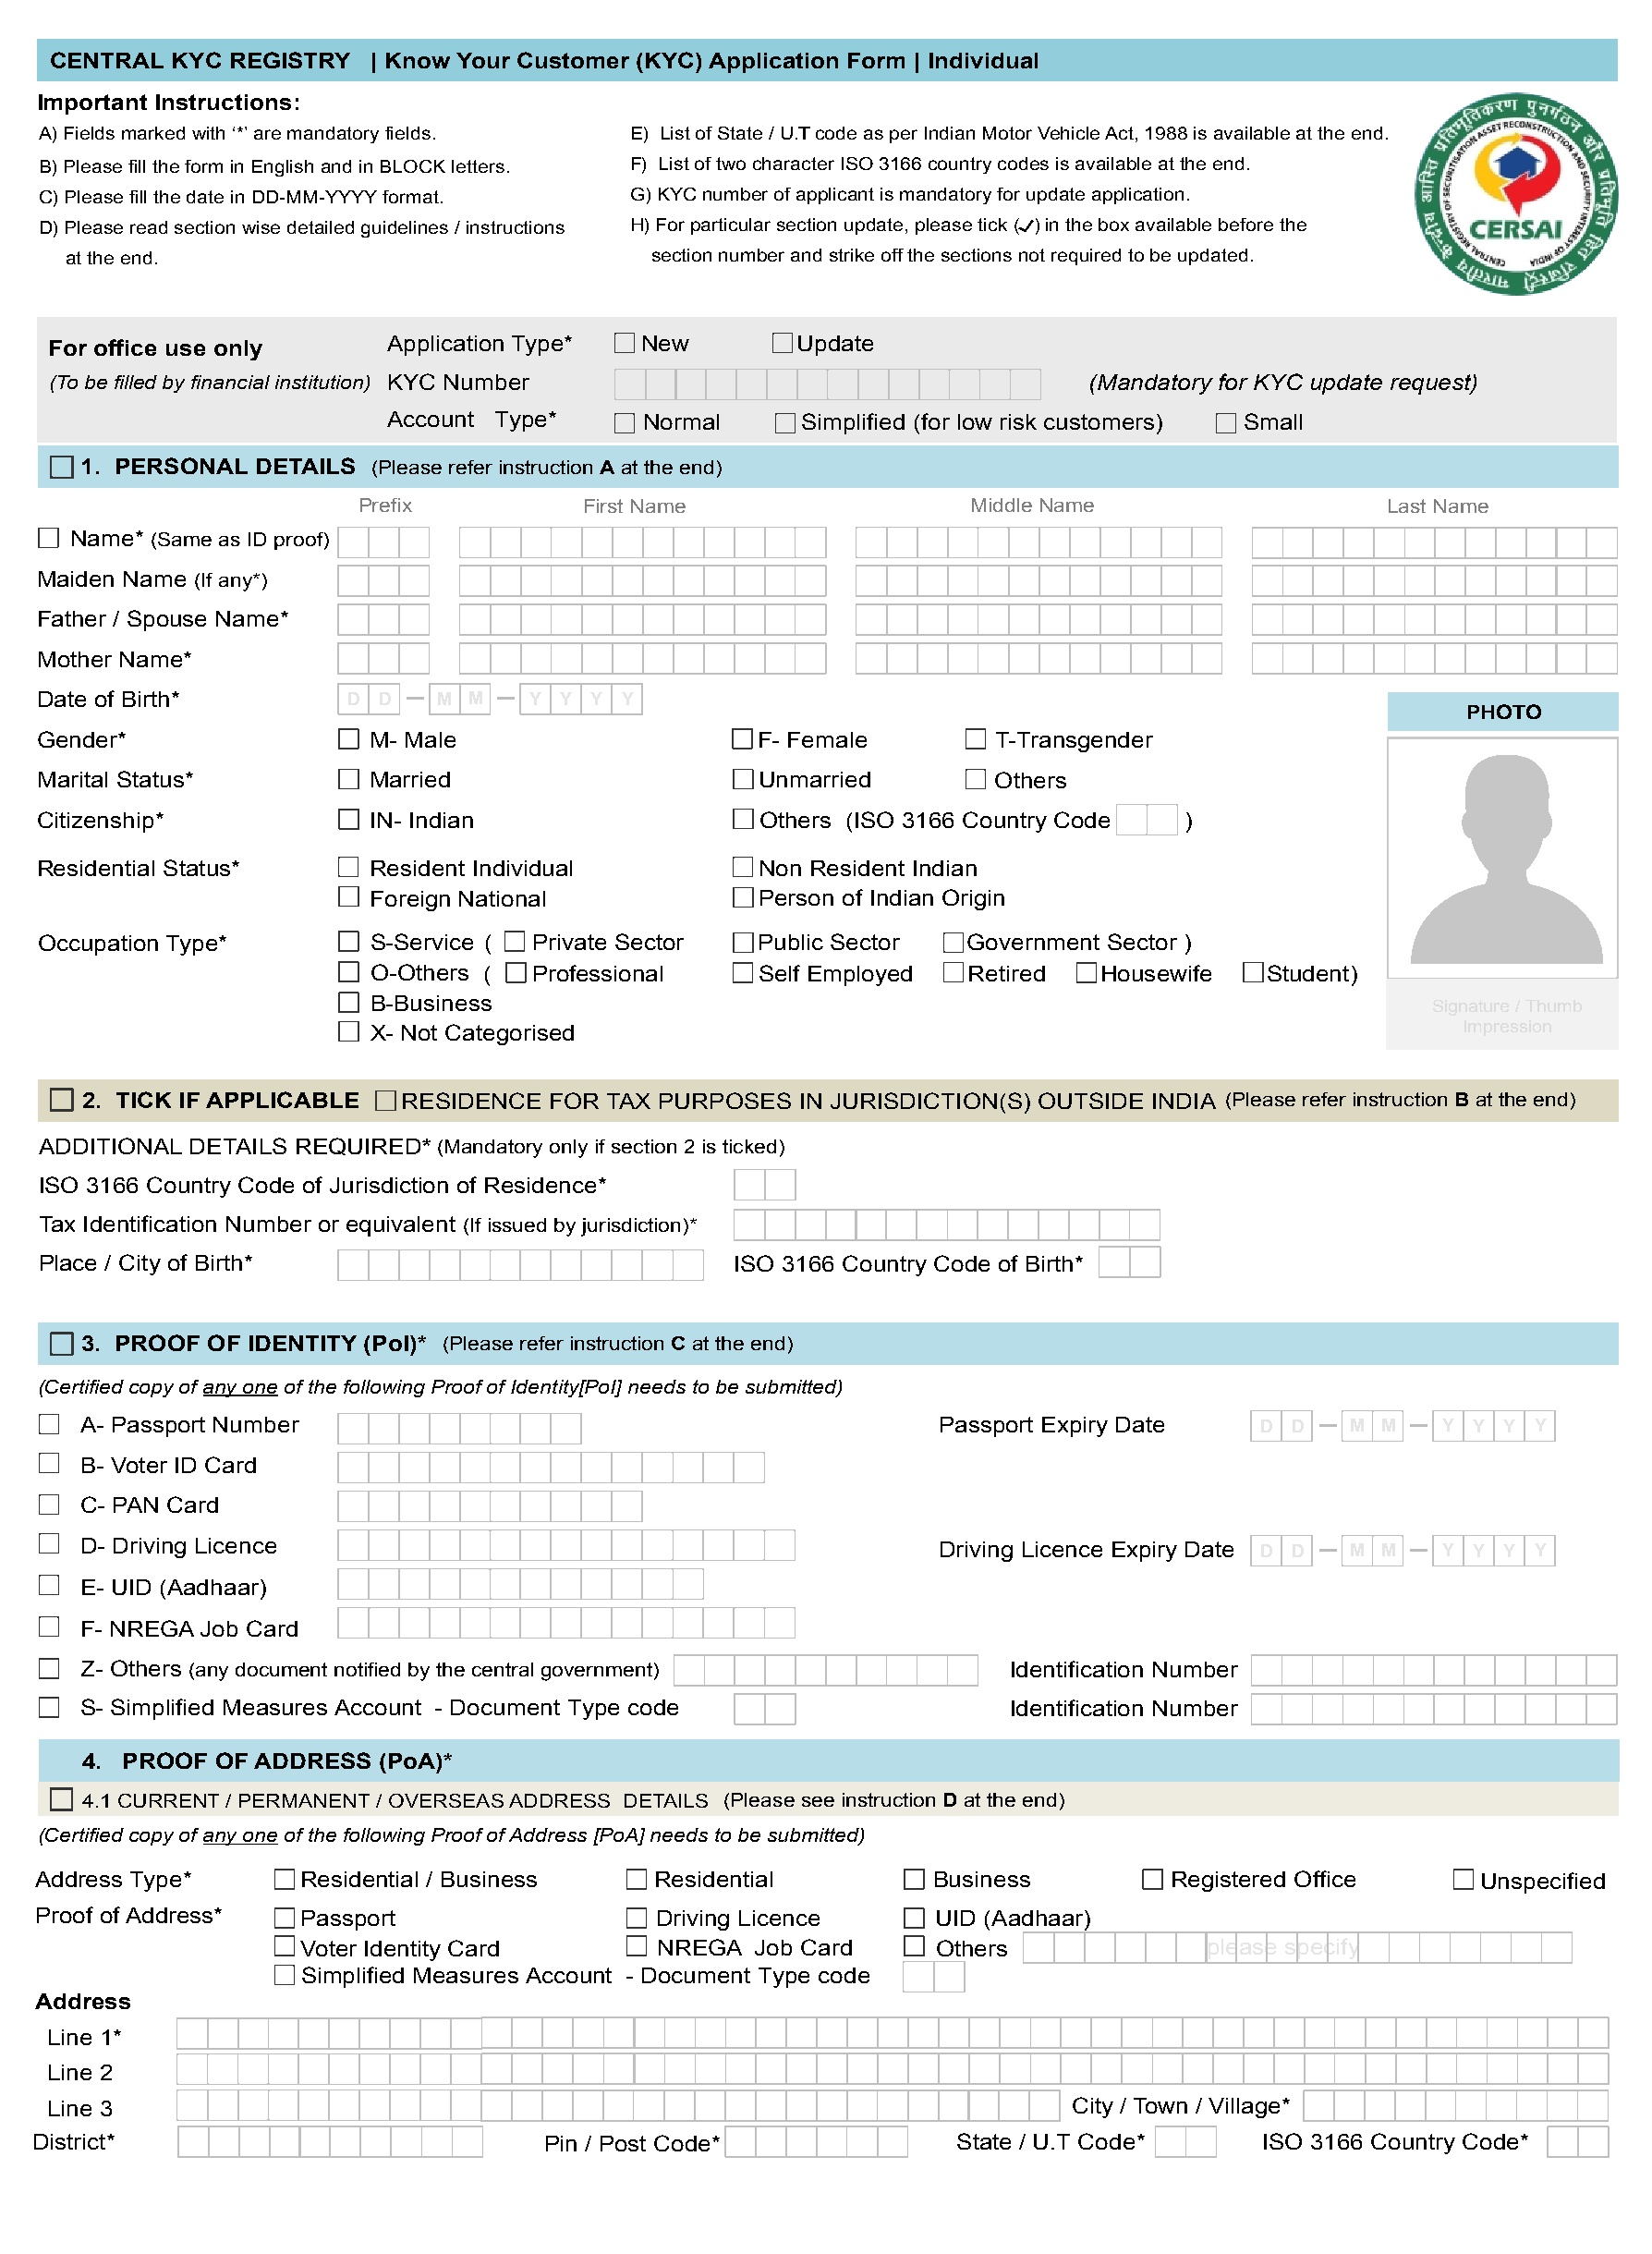 CENTRAL KYC REGISTRY | Know Your Customer (KYC) Application Form | Individual
Important Instructions:
A) Fields marked with ‘*’ are mandatory fields.
B) Please fill the form in English and in BLOCK letters.
C) Please fill the date in DD-MM-YYYY format.
D) Please read section wise detailed guidelines / instructions
at the end.
E) List of State / U.T code as per Indian Motor Vehicle Act, 1988 is available at the end.
F) List of two character ISO 3166 country codes is available at the end.
G) KYC number of applicant is mandatory for update application.
H) For particular section update, please tick (✓) in the box available before the
section number and strike off the sections not required to be updated.
भारतीय प्रतिभूतिकरण पुनर्गठन और
CENTRAL REGISTRY OF SECURITISATION ASSET RECONSTRUCTION AND SECURITY INTEREST OF INDIA
CERSAI
For office use only
(To be filled by financial institution)
Application Type* New Update
KYC Number (Mandatory for KYC update request)
Account Type* Normal Simplified (for low risk customers) Small
1. PERSONAL DETAILS (Please refer instruction A at the end)
Prefix First Name Middle Name Last Name
Name* (Same as ID proof)
Maiden Name (If any*)
Father / Spouse Name*
Mother Name*
Date of Birth* D D – M M – Y Y Y Y
PHOTO
Gender* M- Male F- Female T-Transgender
Marital Status* Married Unmarried Others
Citizenship* IN- Indian Others (ISO 3166 Country Code )
Residential Status* Resident Individual Non Resident Indian
Foreign National Person of Indian Origin
Occupation Type* S-Service ( Private Sector Public Sector Government Sector )
O-Others ( Professional Self Employed Retired Housewife Student)
B-Business
X- Not Categorised
Signature / Thumb
Impression
2. TICK IF APPLICABLE RESIDENCE FOR TAX PURPOSES IN JURISDICTION(S) OUTSIDE INDIA (Please refer instruction B at the end)
ADDITIONAL DETAILS REQUIRED* (Mandatory only if section 2 is ticked)
ISO 3166 Country Code of Jurisdiction of Residence*
Tax Identification Number or equivalent (If issued by jurisdiction)*
Place / City of Birth* ISO 3166 Country Code of Birth*
3. PROOF OF IDENTITY (PoI)* (Please refer instruction C at the end)
(Certified copy of any one of the following Proof of Identity[PoI] needs to be submitted)
A- Passport Number Passport Expiry Date D D – M M – Y Y Y Y
B- Voter ID Card
C- PAN Card
D- Driving Licence Driving Licence Expiry Date D D – M M – Y Y Y Y
E- UID (Aadhaar)
F- NREGA Job Card
Z- Others (any document notified by the central government) Identification Number
S- Simplified Measures Account - Document Type code Identification Number
4. PROOF OF ADDRESS (PoA)*
4.1 CURRENT / PERMANENT / OVERSEAS ADDRESS DETAILS (Please see instruction D at the end)
(Certified copy of any one of the following Proof of Address [PoA] needs to be submitted)
Address Type* Residential / Business Residential Business Registered Office Unspecified
Proof of Address* Passport Driving Licence UID (Aadhaar)
Voter Identity Card NREGA Job Card Others please specify
Simplified Measures Account - Document Type code
Address
Line 1*
Line 2
Line 3 City / Town / Village*
District* Pin / Post Code* State / U.T Code* ISO 3166 Country Code*